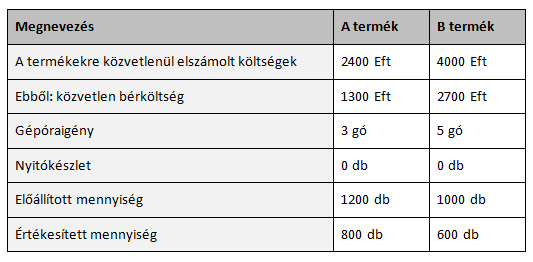 Megnevezés A termék B termék
A termékekre közvetlenül elszámolt költségek 2400 Eft 4000 Eft
Ebből: közvetlen bérköltség 1300 Eft 2700 Eft
Gépóraigény 3 gó 5 gó
Nyitókészlet 0 db 0 db
Előállított mennyiség 1200 db 1000 db
Értékesített mennyiség 800 db 600 db